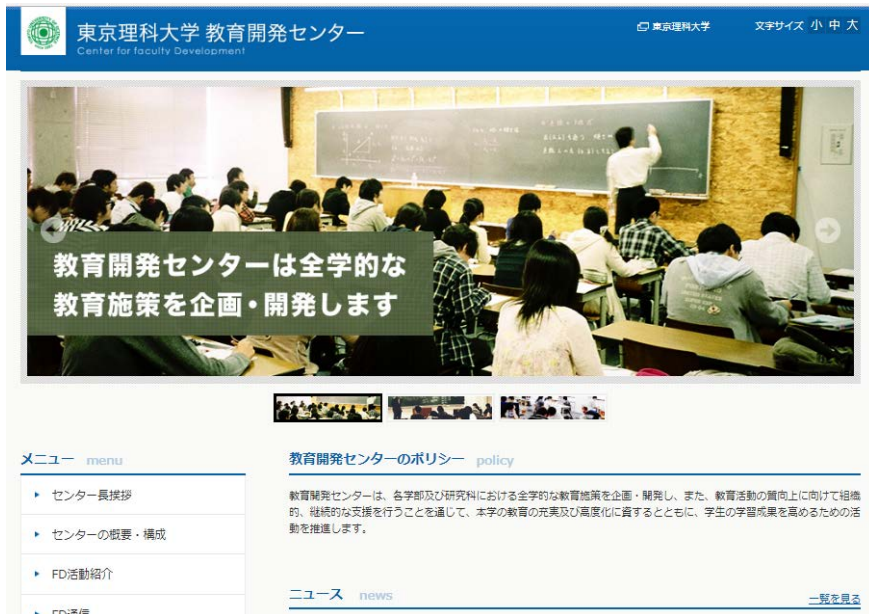 東京理科大学 教育開発センター
Center for faculty Development
東京理科大学
文字サイズ 小 中 大
教育開発センターは全学的な
教育施策を企画・開発します
メニュー menu
センター長挨拶
センターの概要・構成
FD活動紹介
FD通信
教育開発センターのポリシー policy
教育開発センターは、各学部及び研究科における全学的な教育施策を企画・開発し、また、教育活動の質向上に向けて組織
的、継続的な支援を行うことを通じて、本学の教育の充実及び高度化に資するとともに、学生の学習成果を高めるための活
動を推進します。
ニュース news
一覧を見る